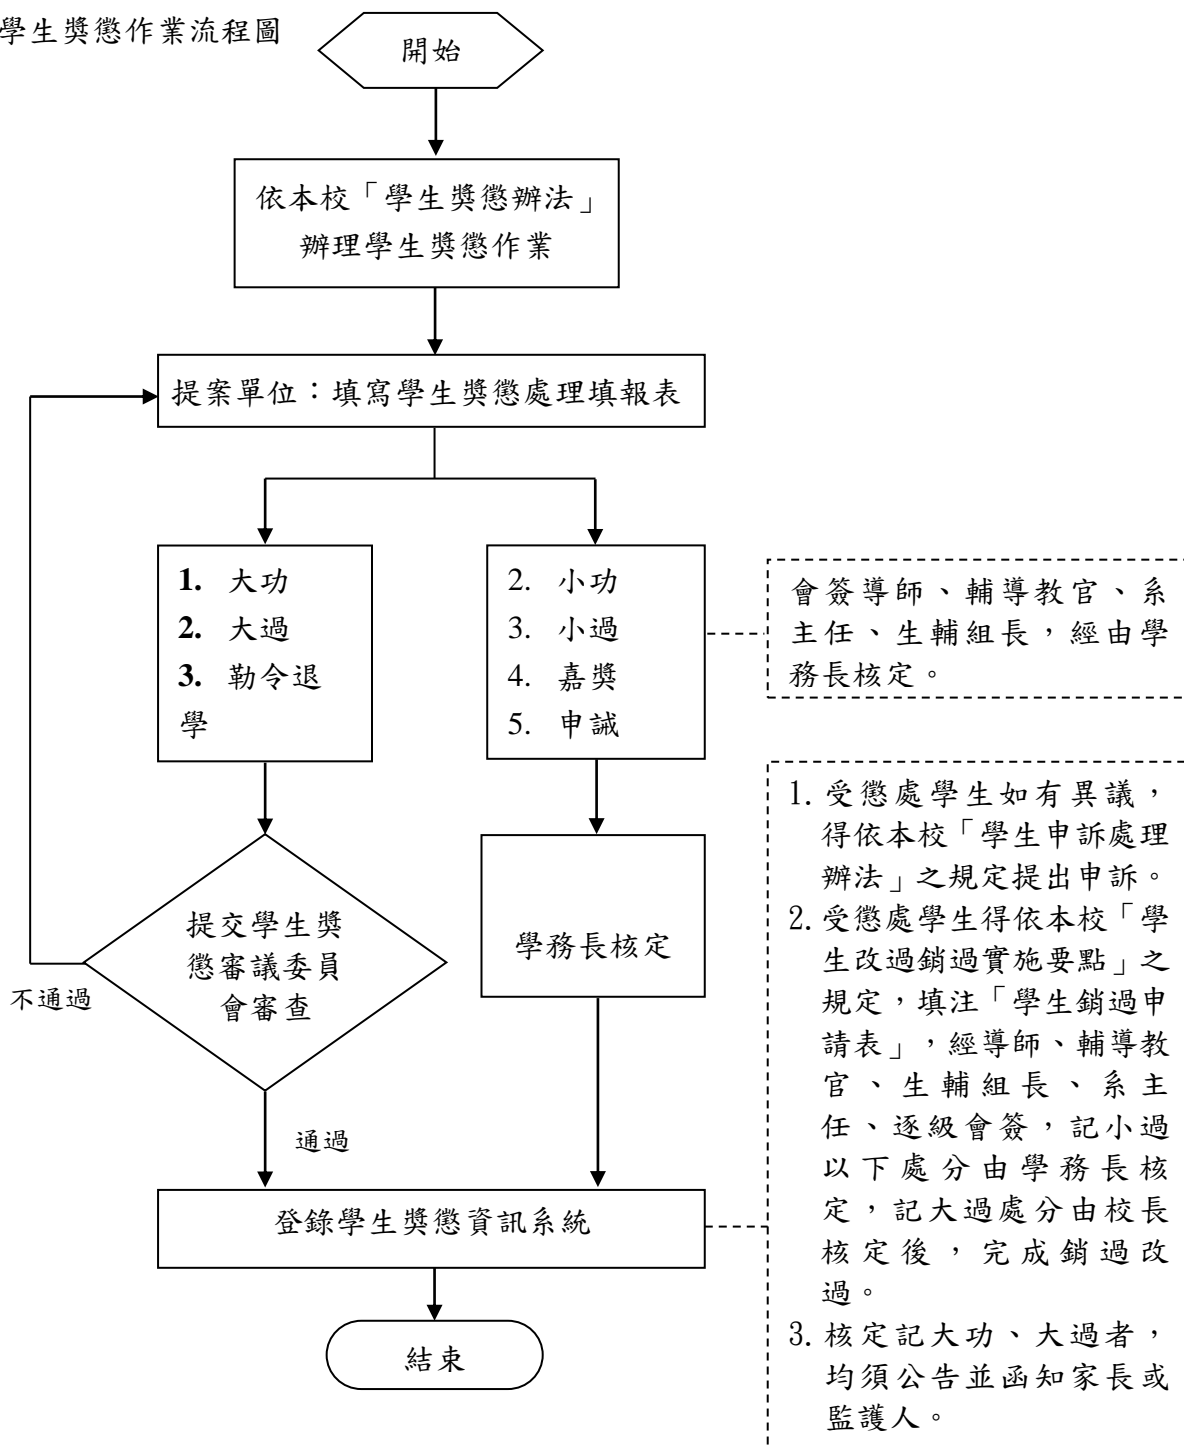 學生獎懲作業流程圖
開始
依本校「學生獎懲辦法」
辦理學生獎懲作業
提案單位：填寫學生獎懲處理填報表
1. 大功
2. 大過
3. 勒令退
學
2. 小功
3. 小過
4. 嘉獎
5. 申誡
會簽導師、輔導教官、系
主任、生輔組長，經由學
務長核定。
提交學生獎
懲審議委員
會審查
不通過
通過
學務長核定
登錄學生獎懲資訊系統
結束
1. 受懲處學生如有異議，
得依本校「學生申訴處理
辦法」之規定提出申訴。
2. 受懲處學生得依本校「學
生改過銷過實施要點」之
規定，填注「學生銷過申
請表」，經導師、輔導教
官、生輔組長、系主
任、逐級會簽，記小過
以下處分由學務長核
定，記大過處分由校長
核定後，完成銷過改
過。
3. 核定記大功、大過者，
均須公告並函知家長或
監護人。